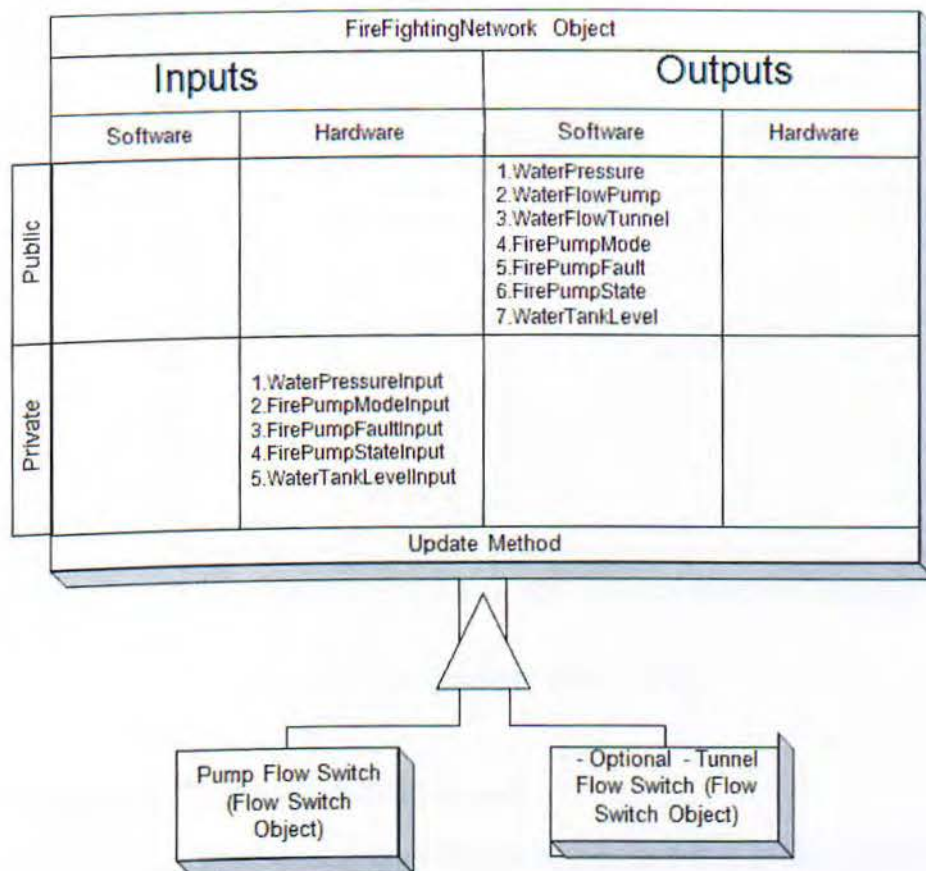 FireFightingNetwork Object
Inputs
Outputs
Software
Hardware
Software
Hardware
Public
1.WaterPressure
2.WaterFlowPump
3.WaterFlowTunnel
4.FirePumpMode
5.FirePumpFault
6.FirePumpState
7.WaterTankLevel
Private
1.WaterPressureInput
2.FirePumpModeInput
3.FirePumpFaultInput
4.FirePumpStateInput
5.WaterTankLevelInput
Update Method
Pump Flow Switch
(Flow Switch
Object)
- Optional - Tunnel
Flow Switch (Flow
Switch Object)